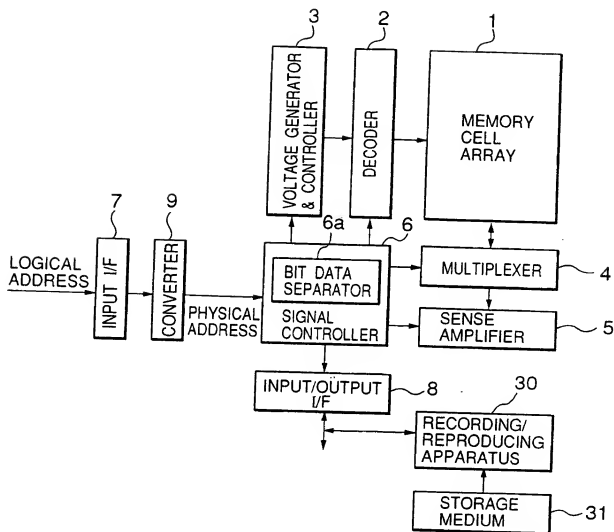 3
2
1
VOLTAGE GENERATOR
& CONTROLLER
DECODER
MEMORY
CELL
ARRAY
7
9
6a
6
LOGICAL
ADDRESS
INPUT I/F
CONVERTER
PHYSICAL
ADDRESS
BIT DATA
SEPARATOR
SIGNAL
CONTROLLER
MULTIPLEXER
4
SENSE
AMPLIFIER
5
INPUT/OUTPUT
I/F
8
30
RECORDING/
REPRODUCING
APPARATUS
STORAGE
MEDIUM
31